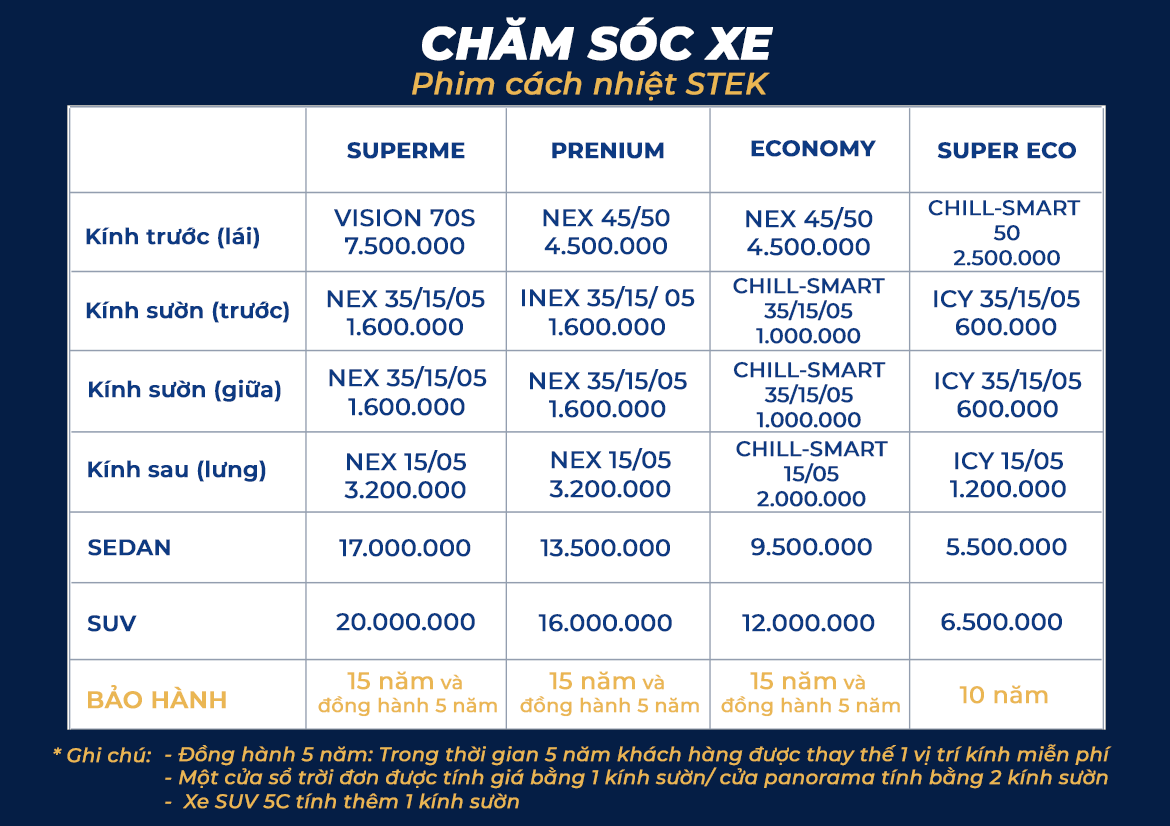 CHĂM SÓC XE
Phim cách nhiệt STEK
SUPERME
PRENIUM
ECONOMY
SUPER ECO
Kính trước (lái)
VISION 70S
7.500.000
NEX 45/50
4.500.000
NEX 45/50
4.500.000
CHILL-SMART
50
2.500.000
Kính sườn (trước)
NEX 35/15/05
1.600.000
INEX 35/15/ 05
1.600.000
CHILL-SMART
35/15/05
1.000.000
ICY 35/15/05
600.000
Kính sườn (giữa)
NEX 35/15/05
1.600.000
NEX 35/15/05
1.600.000
CHILL-SMART
35/15/05
1.000.000
ICY 35/15/05
600.000
Kính sau (lưng)
NEX 15/05
3.200.000
NEX 15/05
3.200.000
CHILL-SMART
15/05
2.000.000
ICY 15/05
1.200.000
SEDAN
17.000.000
13.500.000
9.500.000
5.500.000
SUV
20.000.000
16.000.000
12.000.000
6.500.000
BẢO HÀNH
15 năm và
đồng hành 5 năm
15 năm và
đồng hành 5 năm
15 năm và
đồng hành 5 năm
10 năm
* Ghi chú: - Đồng hành 5 năm: Trong thời gian 5 năm khách hàng được thay thế 1 vị trí kính miễn phí
- Một cửa sổ trời đơn được tính giá bằng 1 kính sườn/ cửa panorama tính bằng 2 kính sườn
- Xe SUV 5C tính thêm 1 kính sườn